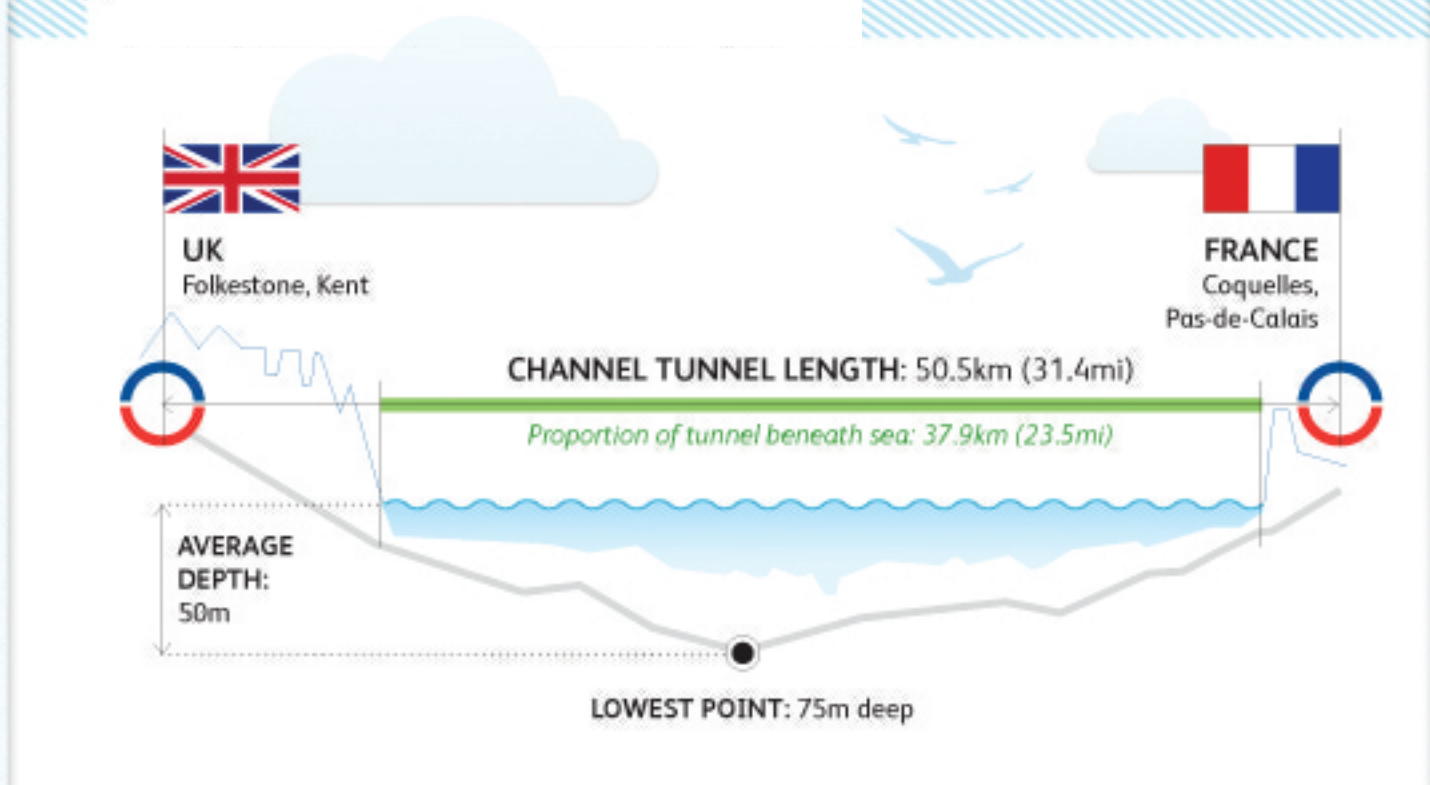 UK
Folkestone, Kent
FRANCE
Coquelles,
Pas-de-Calais
CHANNEL TUNNEL LENGTH: 50.5km (31.4mi)
Proportion of tunnel beneath sea: 37.9km (23.5mi)
AVERAGE
DEPTH:
50m
LOWEST POINT: 75m deep